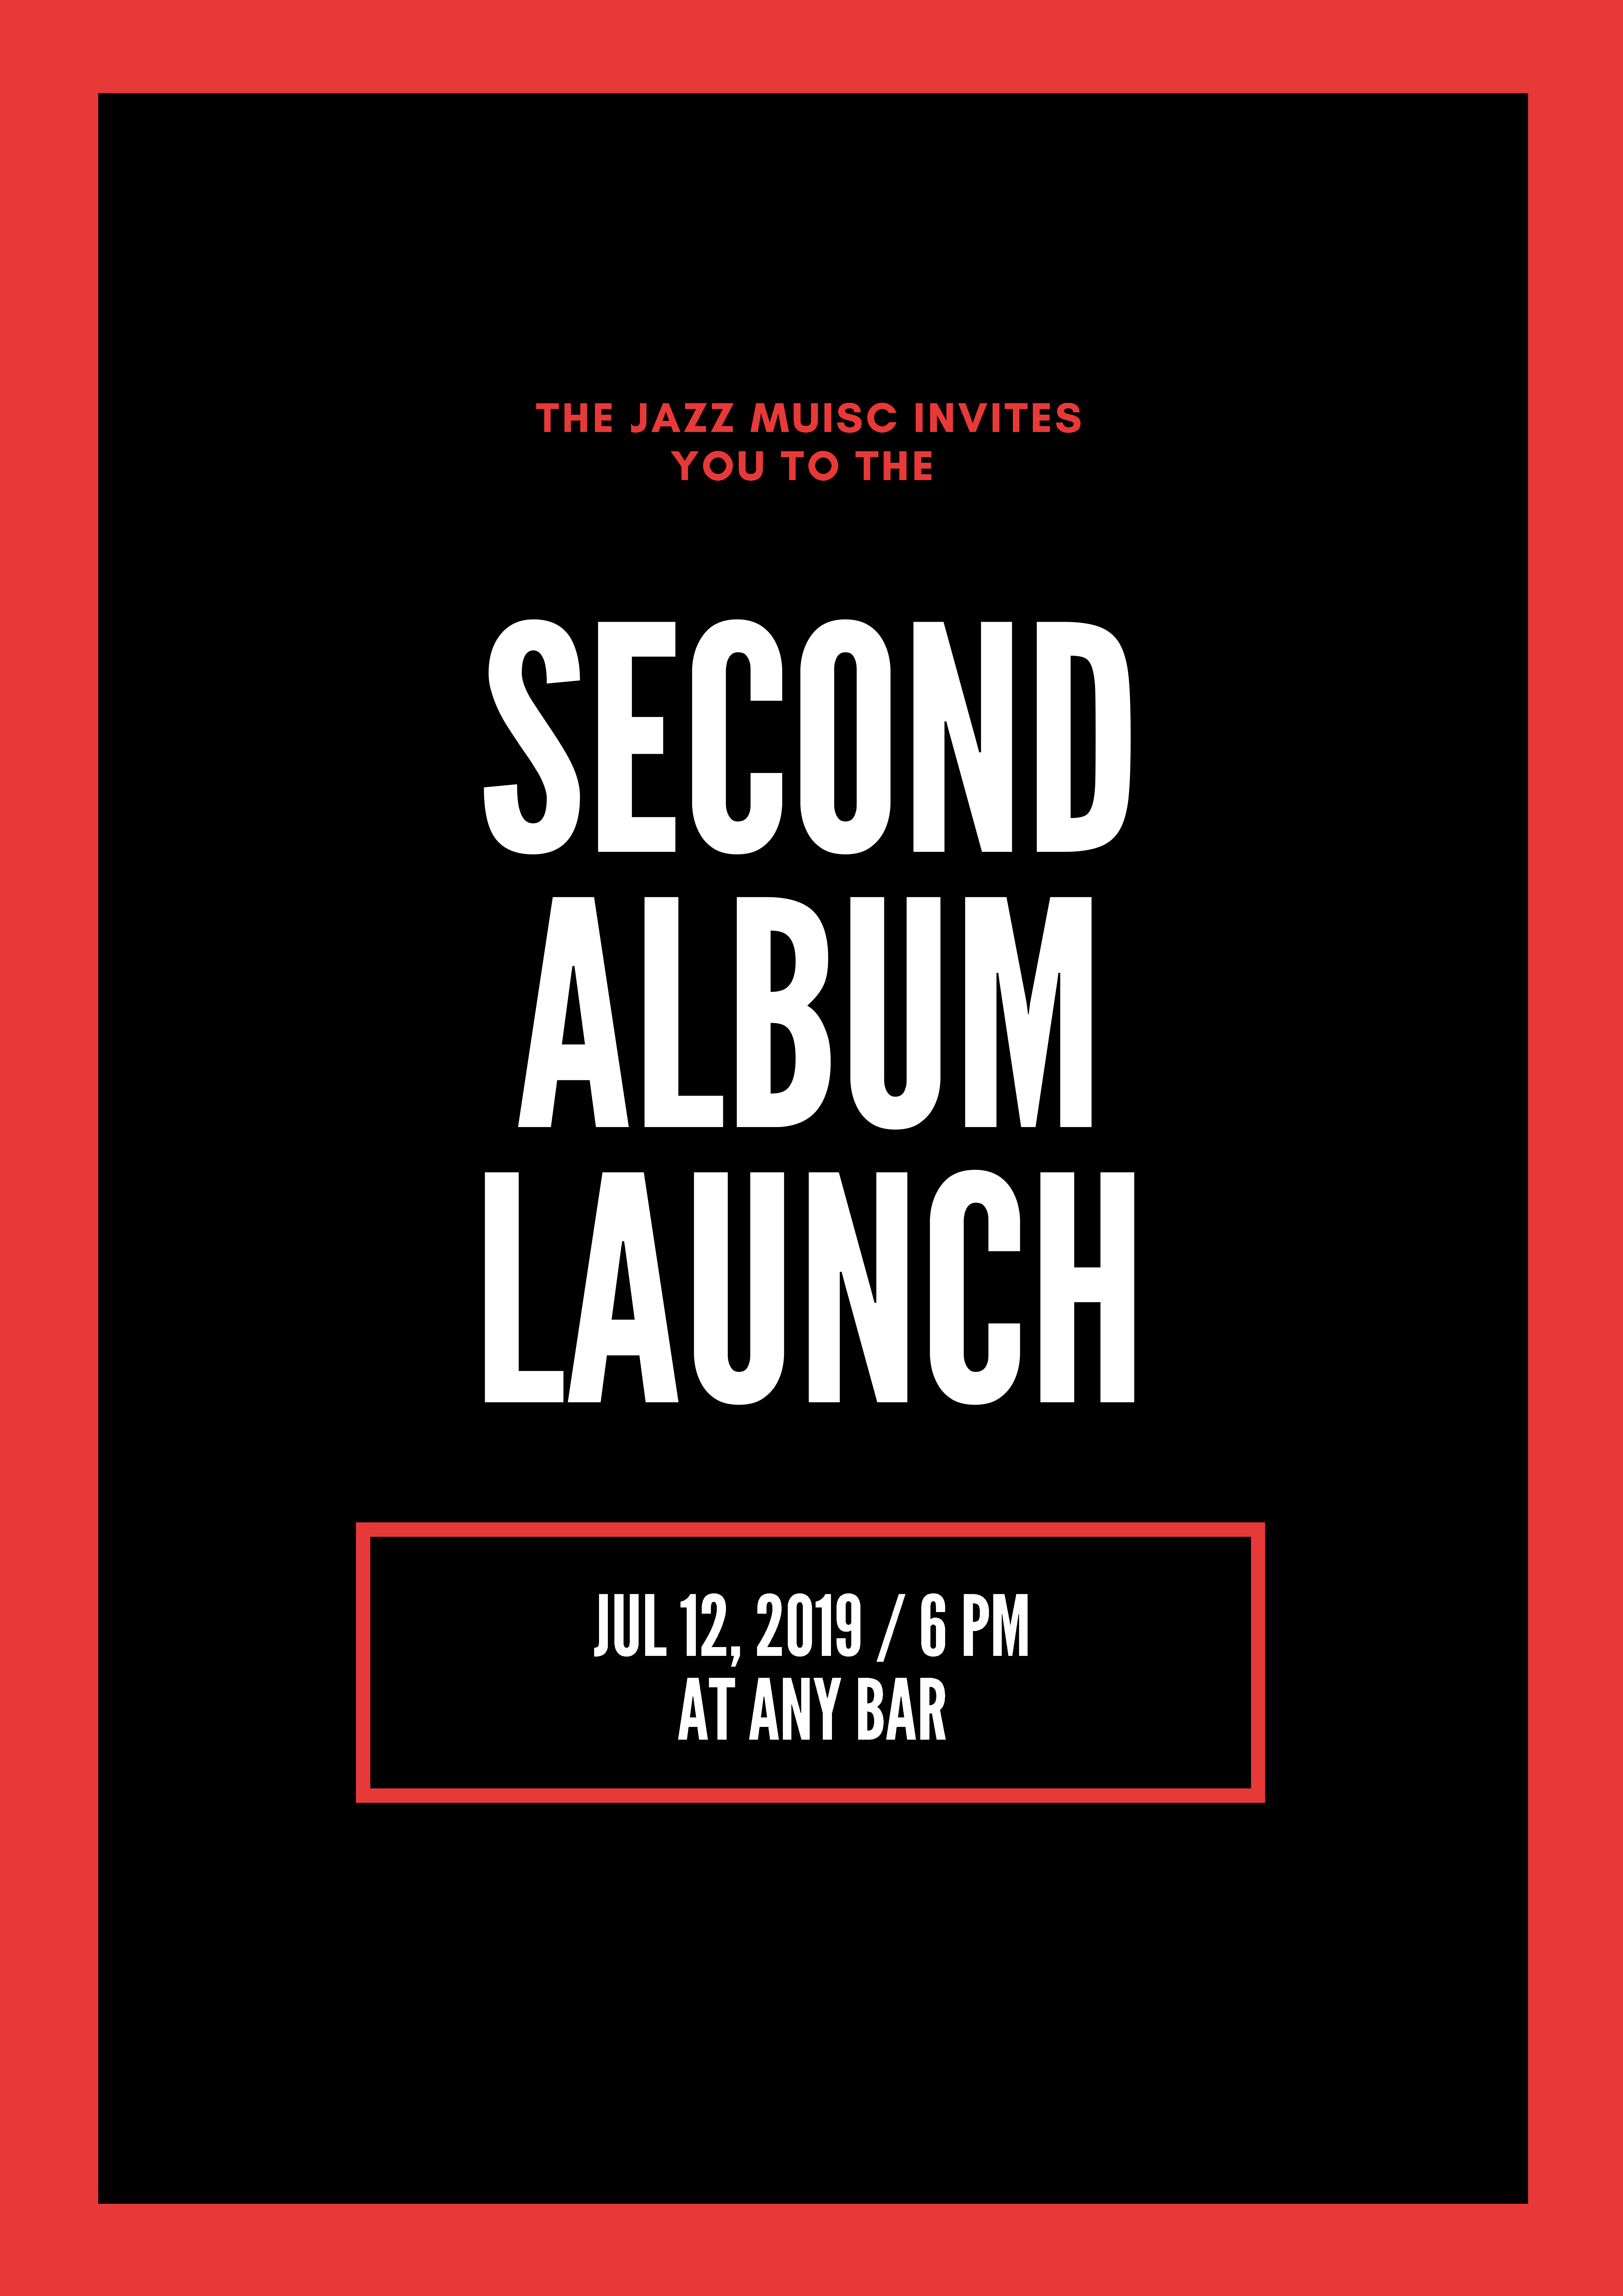 THE JAZZ MUISC INVITES
YOU TO THE
SECOND
ALBUM
LAUNCH
JUL 12, 2019 / 6 PM
AT ANY BAR